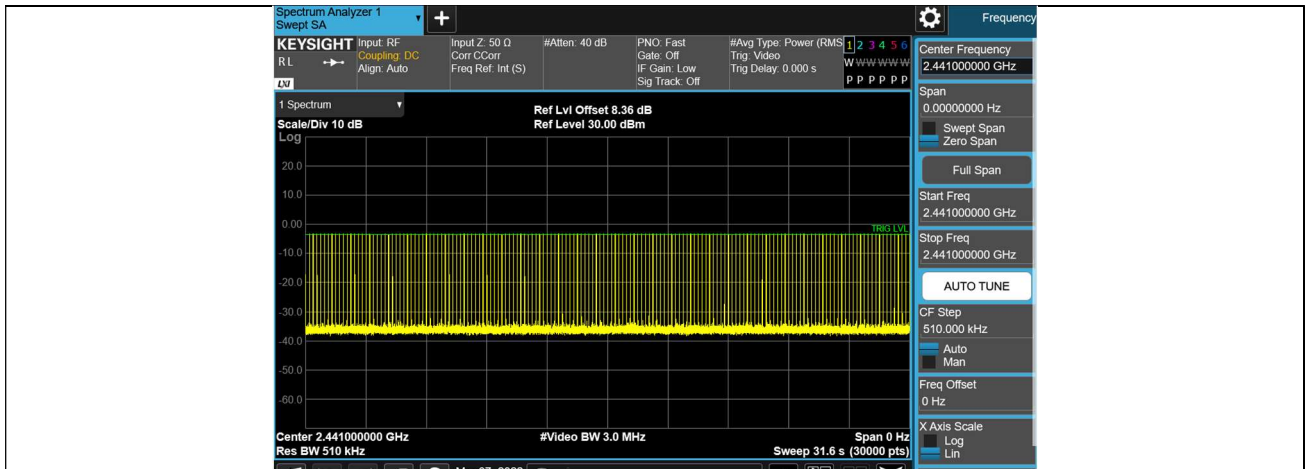 Spectrum Analyzer 1
Swept SA
Frequency
KEYSIGHT
RL
LXI
Input: RF
Coupling: DC
Align: Auto
Input Z: 50 Ω
Corr CCorr
Freq Ref: Int (S)
#Atten: 40 dB
PNO: Fast
Gate: Off
IF Gain: Low
Sig Track: Off
#Avg Type: Power (RMS
Trig: Video
Trig Delay: 0.000 s
1 2 3 4 5 6
W W W W W W
P P P P P P
1 Spectrum
Scale/Div 10 dB
Ref Lvl Offset 8.36 dB
Ref Level 30.00 dBm
Log
20.0
10.0
0.00
TRIG LVL
-10.0
-20.0
-30.0
-40.0
-50.0
-60.0
Center 2.441000000 GHz
#Video BW 3.0 MHz
Span 0 Hz
Res BW 510 kHz
Sweep 31.6 s (30000 pts)
Center Frequency
2.441000000 GHz
Span
0.00000000 Hz
Swept Span
Zero Span
Full Span
Start Freq
2.441000000 GHz
Stop Freq
2.441000000 GHz
AUTO TUNE
CF Step
510.000 kHz
Auto
Man
Freq Offset
0 Hz
X Axis Scale
Log
Lin